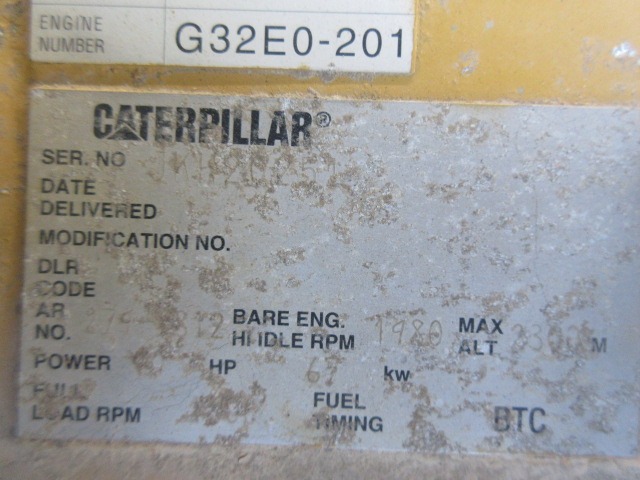 ENGINE
NUMBER G32E0-201
CATERPILLAR®
SER. NO
DATE
DELIVERED
MODIFICATION NO.
DLR
CODE
AR
NO. BARE ENG.
HI IDLE RPM 1980 MAX
ALT M
POWER HP 67 kw
FULL
LOAD RPM FUEL
TIMING BTC